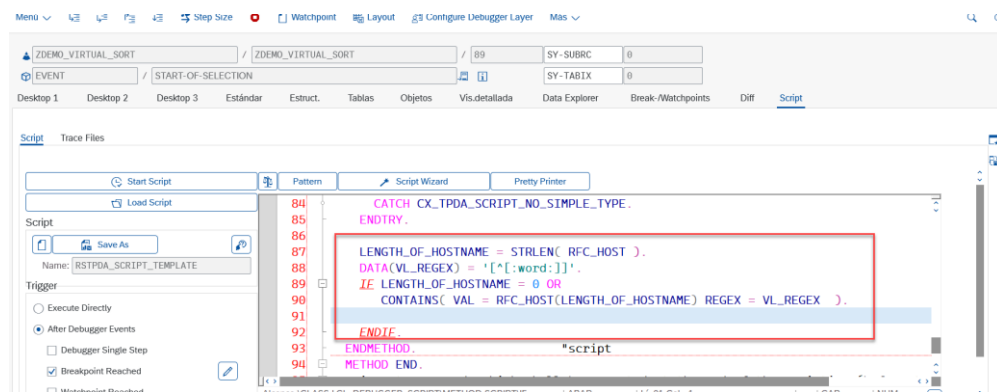 Menú Step Size Watchpoint Layout Configure Debugger Layer Más
ZDEMO_VIRTUAL_SORT / ZDEMO_VIRTUAL_SORT / 89 SY-SUBRC 0
EVENT / START-OF-SELECTION SY-TABIX 0
Desktop 1 Desktop 2 Desktop 3 Estándar Estruct. Tablas Objetos Vis.detallada Data Explorer Break-/Watchpoints Diff Script
Script Trace Files
Start Script Pattern Script Wizard Pretty Printer
Load Script
Script
Save As
Name: RSTPDA_SCRIPT_TEMPLATE
Trigger
Execute Directly
After Debugger Events
Debugger Single Step
Breakpoint Reached
Watchpoint Reached
84 CATCH CX_TPDA_SCRIPT_NO_SIMPLE_TYPE.
85 ENDTRY.
86
87 LENGTH_OF_HOSTNAME = STRLEN( RFC_HOST ).
88 DATA(VL_REGEX) = '[^[:word:]]'.
89 IF LENGTH_OF_HOSTNAME = 0 OR
90 CONTAINS( VAL = RFC_HOST(LENGTH_OF_HOSTNAME) REGEX = VL_REGEX ).
91
92 ENDIF.
93 ENDMETHOD. "script
94 METHOD END.